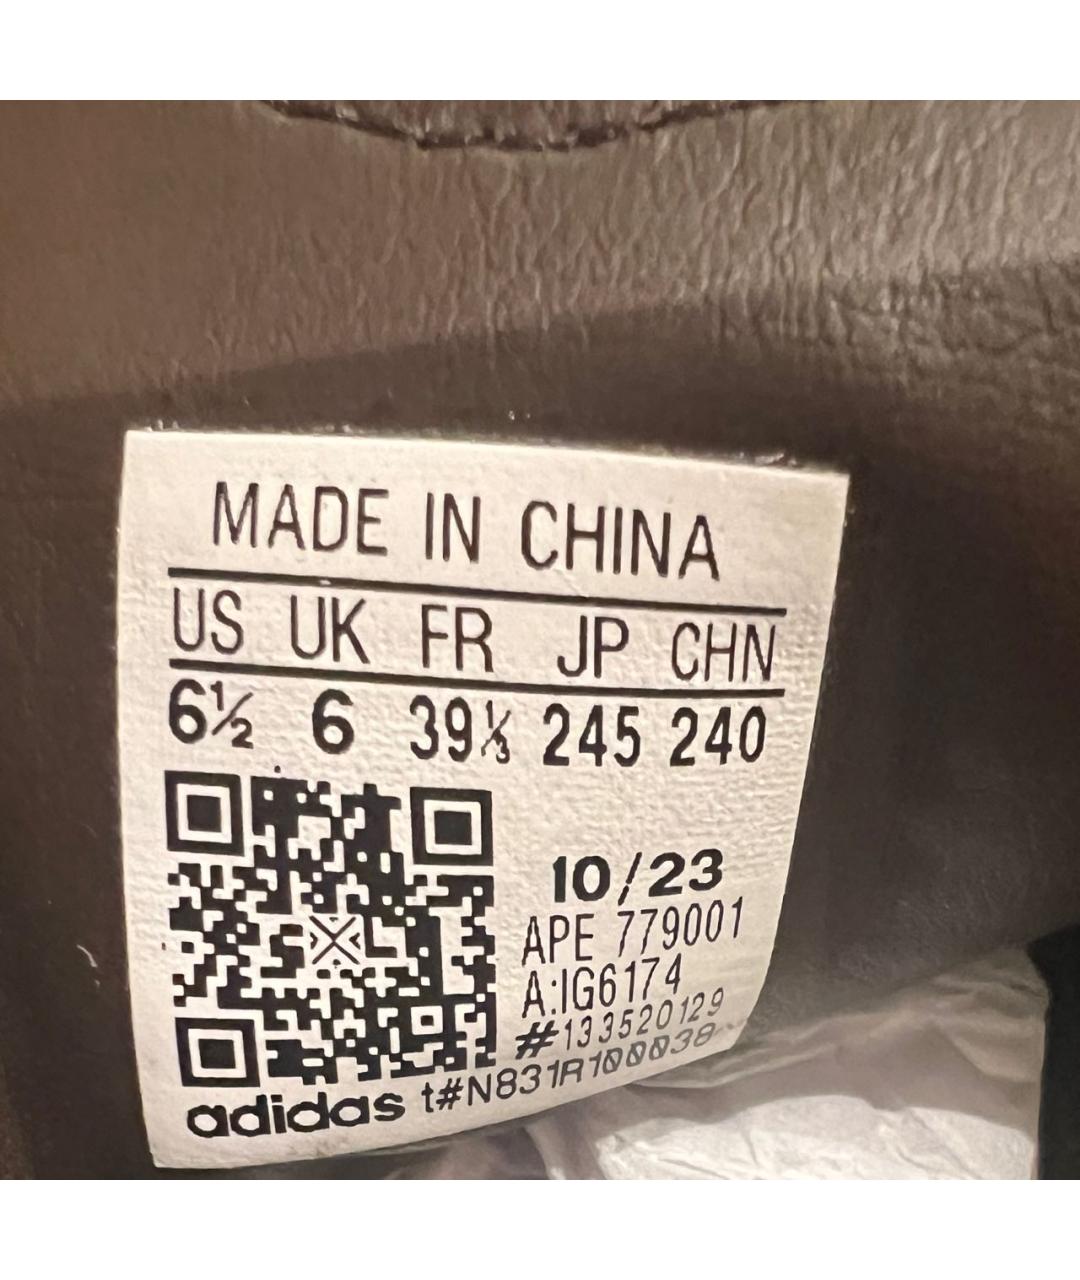 MADE IN CHINA
US UK FR JP CHN
6½ 6 39⅓ 245 240
10/23
APE 779001
A:IG6174
#133520129
adidas t#N831R100038